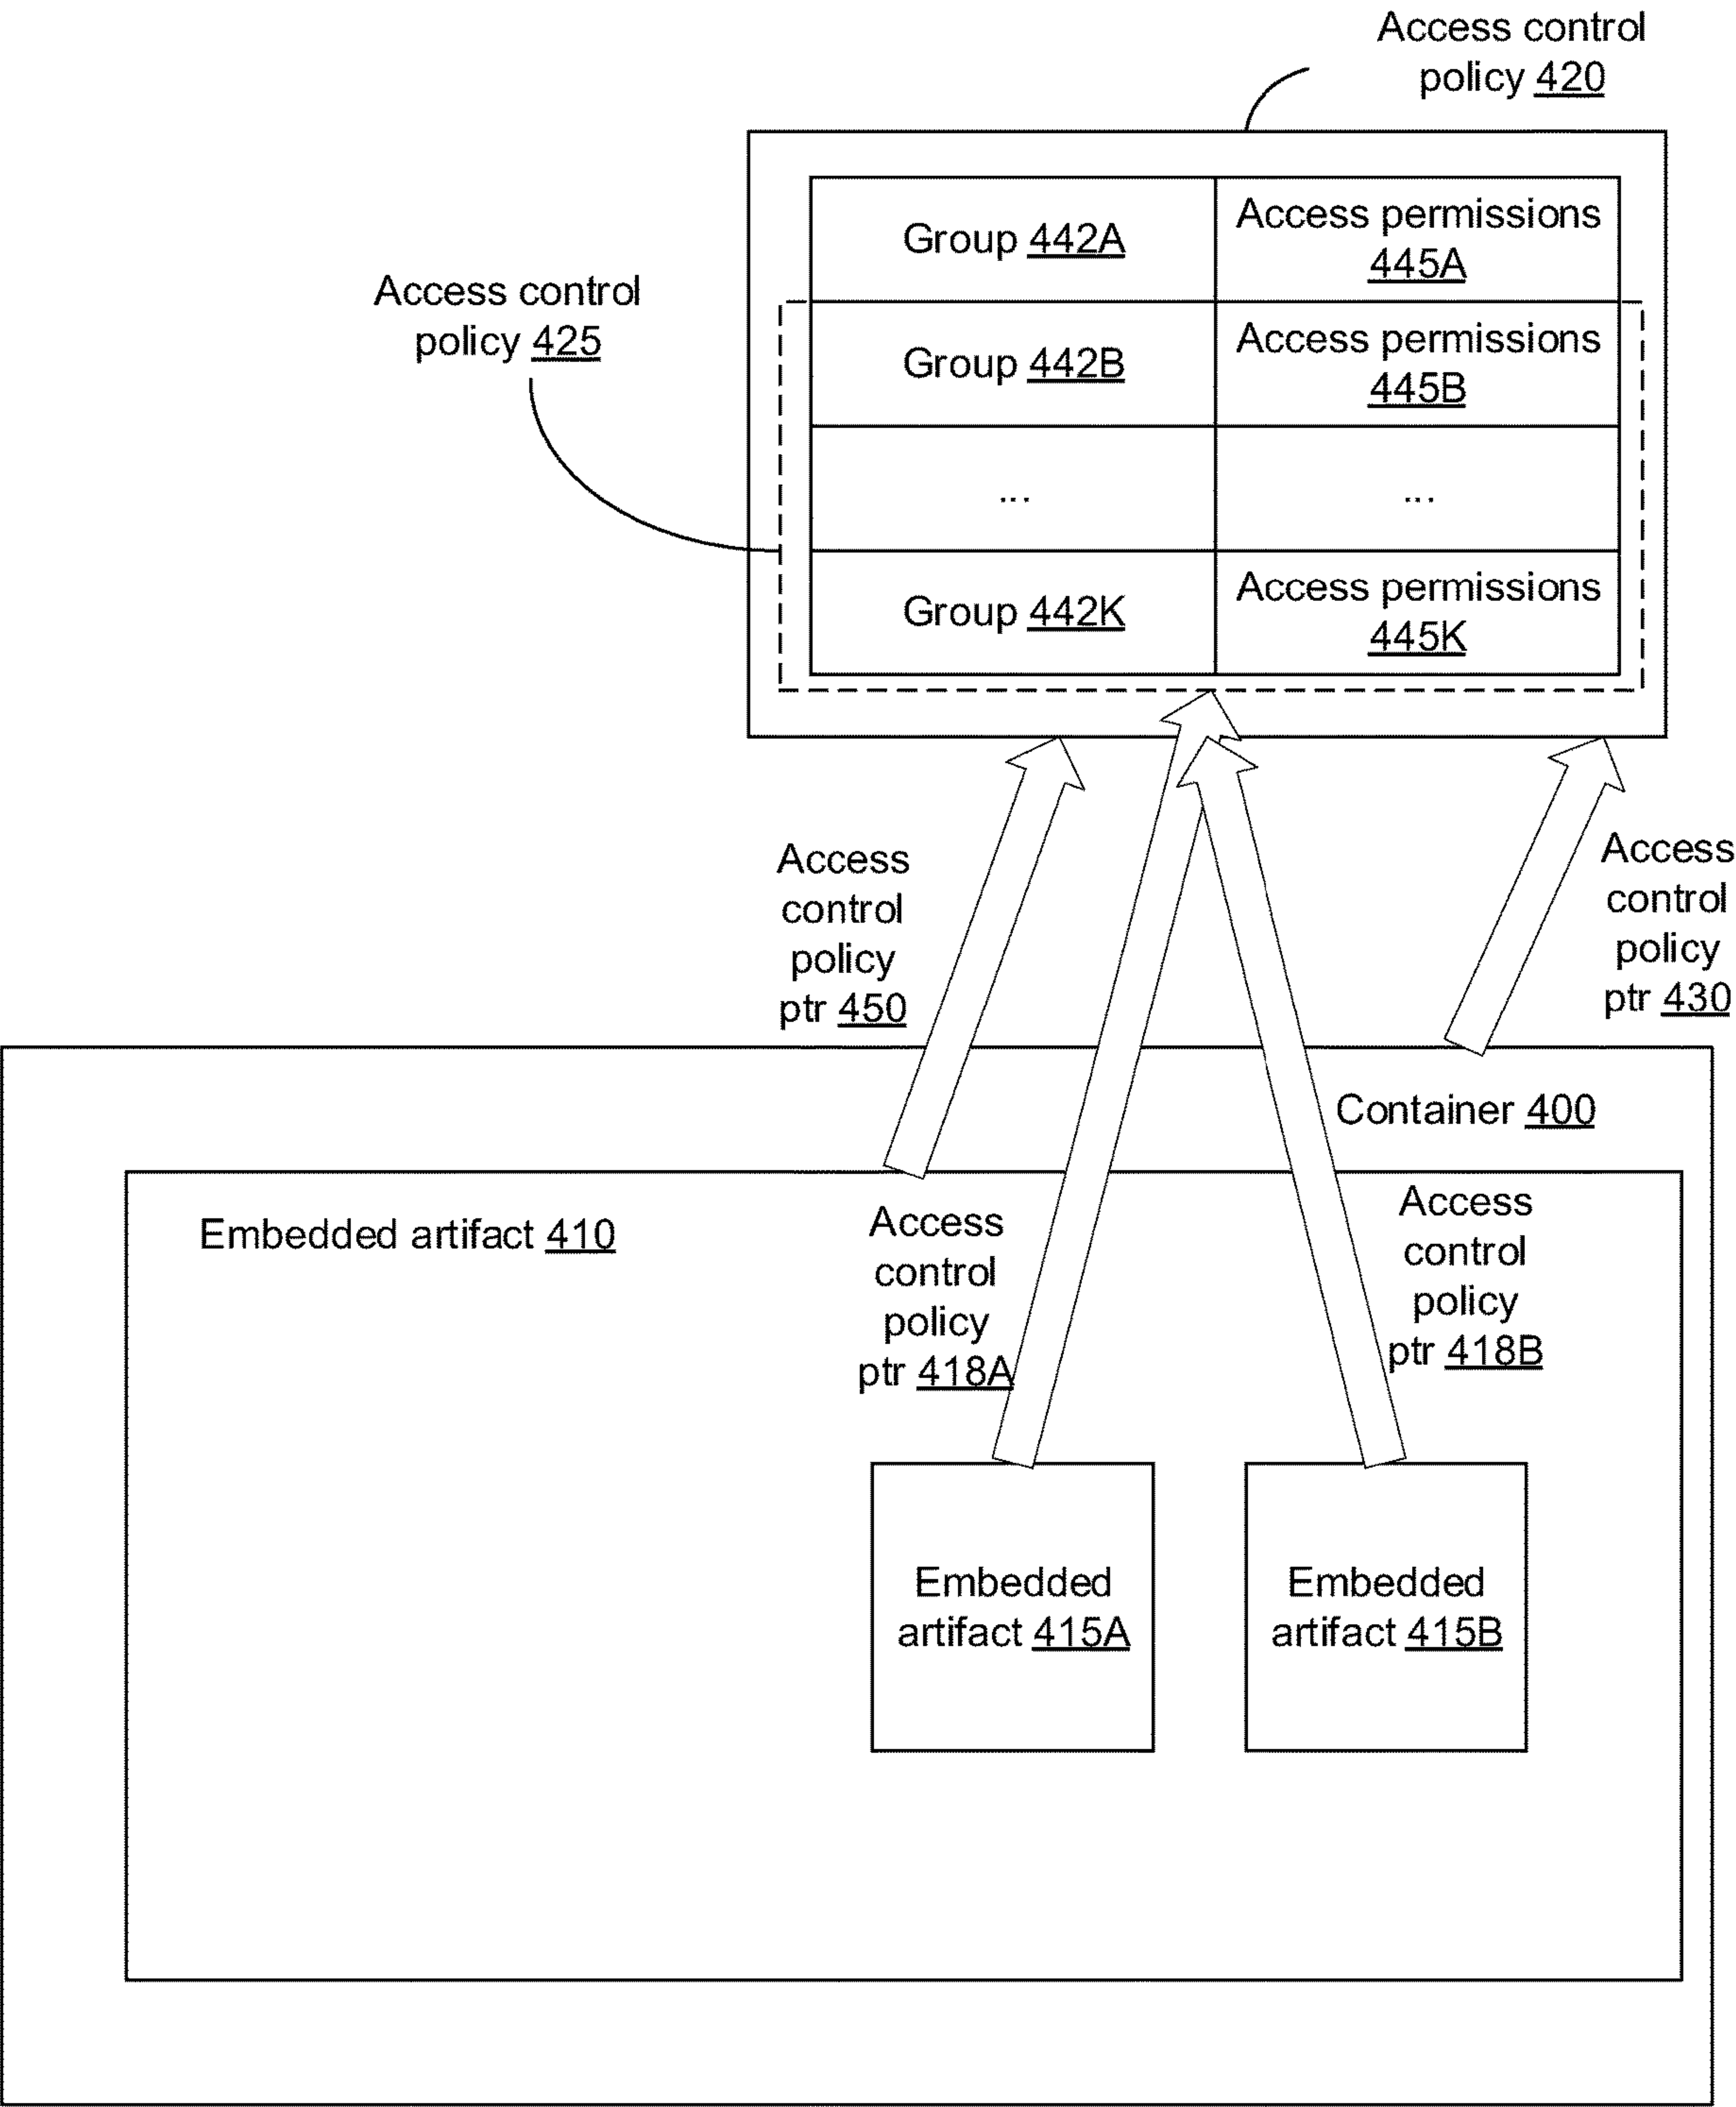 Access control
policy 420
Group 442A
Access permissions
445A
Access control
policy 425
Group 442B
Access permissions
445B
...
...
Group 442K
Access permissions
445K
Access
control
policy
ptr 450
Access
control
policy
ptr 430
Container 400
Embedded artifact 410
Access
control
policy
ptr 418A
Access
control
policy
ptr 418B
Embedded
artifact 415A
Embedded
artifact 415B